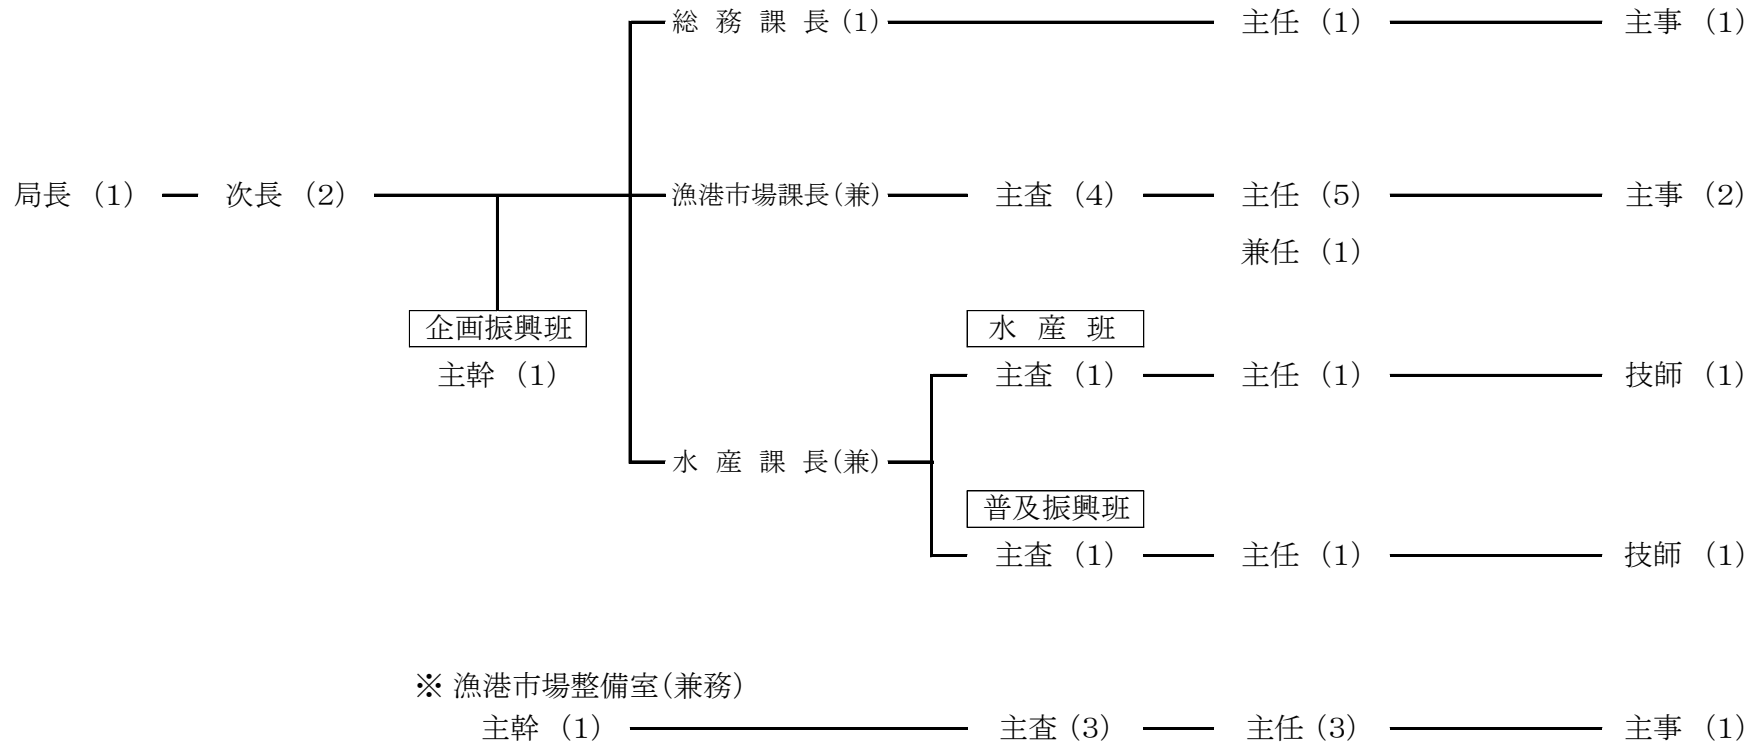 総 務 課 長 (1) 主任 (1) 主事 (1)
局長 (1) 次長 (2) 漁港市場課長(兼) 主査 (4) 主任 (5) 主事 (2)
兼任 (1)
企画振興班 水 産 班
主幹 (1) 主査 (1) 主任 (1) 技師 (1)
水 産 課 長(兼)
普及振興班
主査 (1) 主任 (1) 技師 (1)
※ 漁港市場整備室(兼務)
主幹 (1) 主査 (3) 主任 (3) 主事 (1)